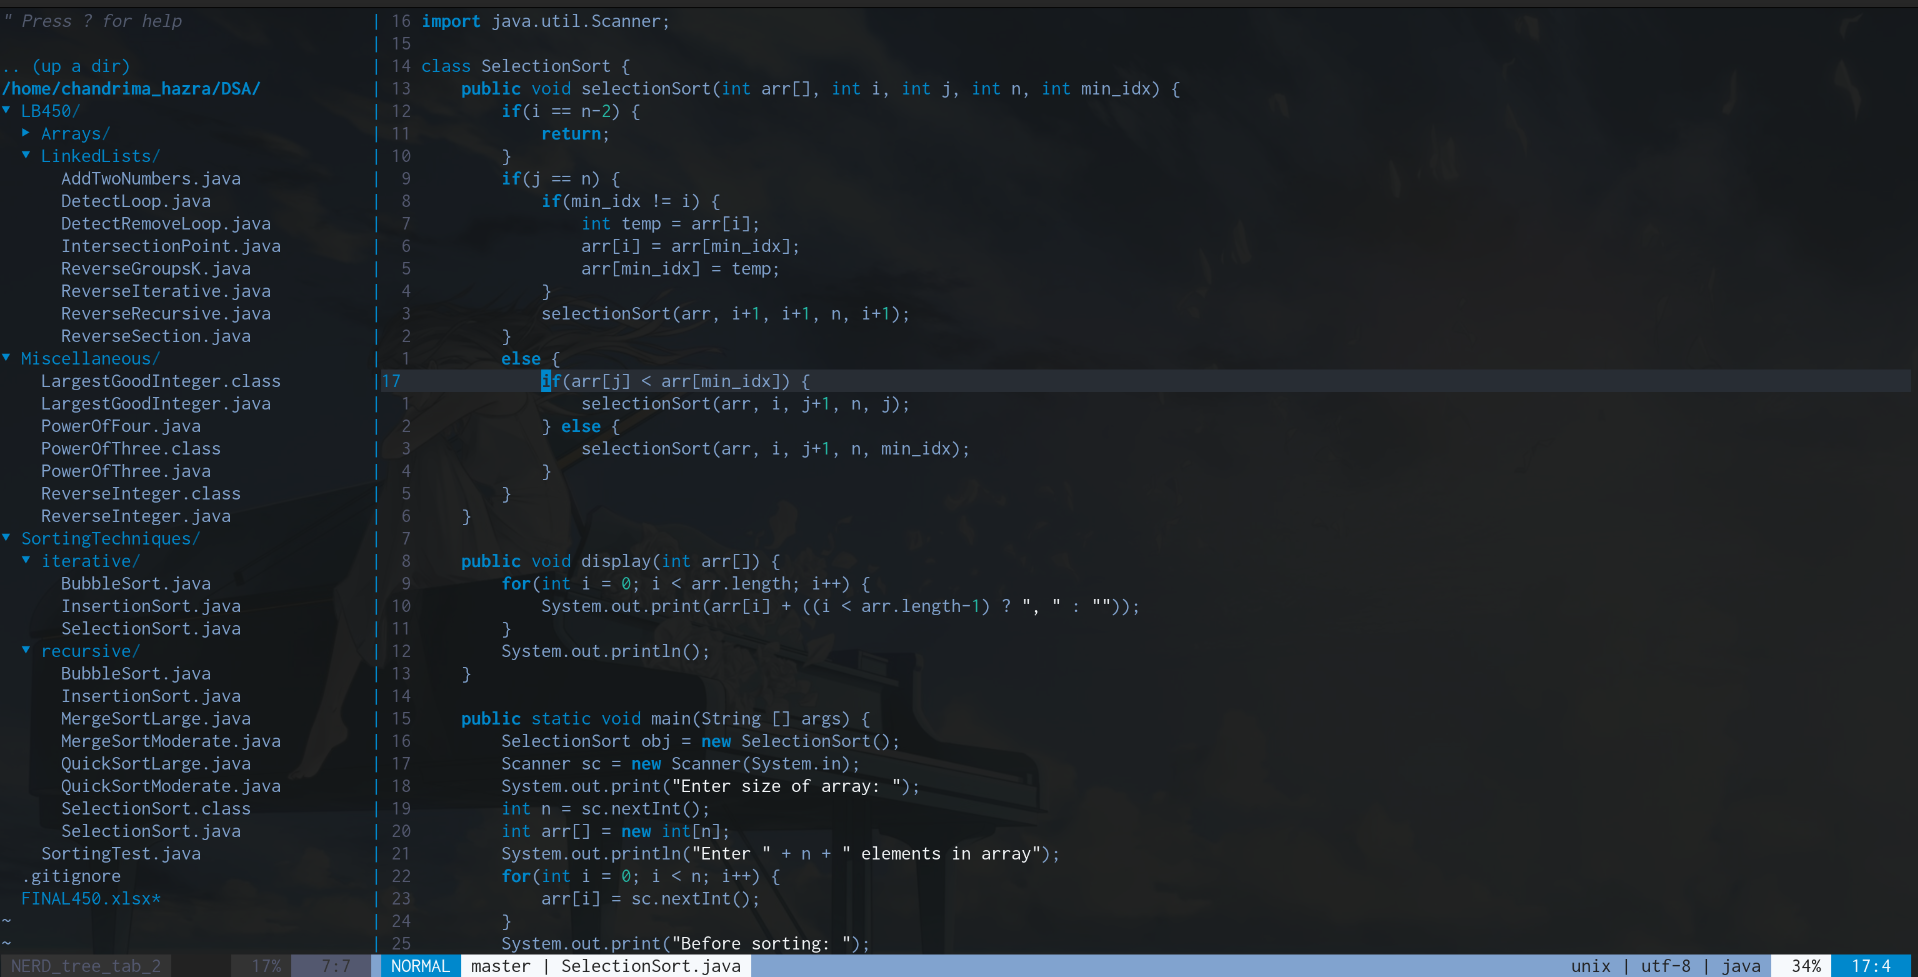 " Press ? for help
.. (up a dir)
/home/chandrima_hazra/DSA/
▾ LB450/
▸ Arrays/
▾ LinkedLists/
AddTwoNumbers.java
DetectLoop.java
DetectRemoveLoop.java
IntersectionPoint.java
ReverseGroupsK.java
ReverseIterative.java
ReverseRecursive.java
ReverseSection.java
▾ Miscellaneous/
LargestGoodInteger.class
LargestGoodInteger.java
PowerOfFour.java
PowerOfThree.class
PowerOfThree.java
ReverseInteger.class
ReverseInteger.java
▾ SortingTechniques/
▾ iterative/
BubbleSort.java
InsertionSort.java
SelectionSort.java
▾ recursive/
BubbleSort.java
InsertionSort.java
MergeSortLarge.java
MergeSortModerate.java
QuickSortLarge.java
QuickSortModerate.java
SelectionSort.class
SelectionSort.java
SortingTest.java
.gitignore
FINAL450.xlsx*
~
~
NERD_tree_tab_2 17% 7:7
16 import java.util.Scanner;
15
14 class SelectionSort {
13     public void selectionSort(int arr[], int i, int j, int n, int min_idx) {
12         if(i == n-2) {
11             return;
10         }
9         if(j == n) {
8             if(min_idx != i) {
7                 int temp = arr[i];
6                 arr[i] = arr[min_idx];
5                 arr[min_idx] = temp;
4             }
3             selectionSort(arr, i+1, i+1, n, i+1);
2         }
1         else {
17             if(arr[j] < arr[min_idx]) {
1                 selectionSort(arr, i, j+1, n, j);
2             } else {
3                 selectionSort(arr, i, j+1, n, min_idx);
4             }
5         }
6     }
7
8     public void display(int arr[]) {
9         for(int i = 0; i < arr.length; i++) {
10             System.out.print(arr[i] + ((i < arr.length-1) ? ", " : ""));
11         }
12         System.out.println();
13     }
14
15     public static void main(String [] args) {
16         SelectionSort obj = new SelectionSort();
17         Scanner sc = new Scanner(System.in);
18         System.out.print("Enter size of array: ");
19         int n = sc.nextInt();
20         int arr[] = new int[n];
21         System.out.println("Enter " + n + " elements in array");
22         for(int i = 0; i < n; i++) {
23             arr[i] = sc.nextInt();
24         }
25         System.out.print("Before sorting: ");
NORMAL master | SelectionSort.java unix | utf-8 | java 34% 17:4